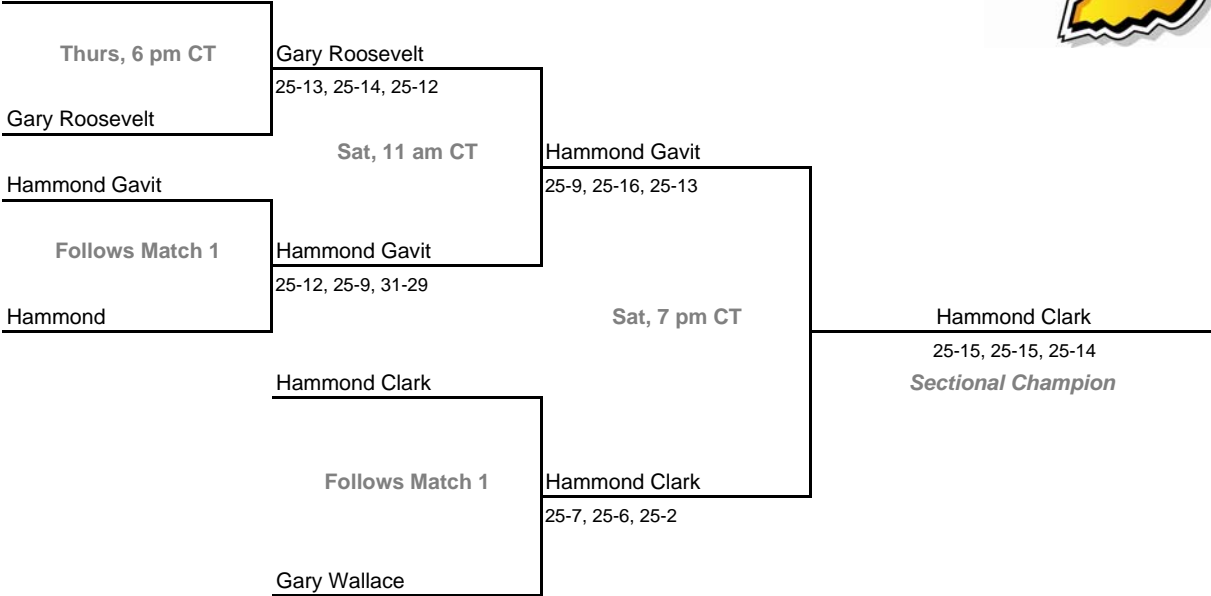 Thurs, 6 pm CT
Gary Roosevelt
25-13, 25-14, 25-12
Gary Roosevelt
Sat, 11 am CT
Hammond Gavit
Hammond Gavit
25-9, 25-16, 25-13
Follows Match 1
Hammond Gavit
25-12, 25-9, 31-29
Hammond
Sat, 7 pm CT
Hammond Clark
25-15, 25-15, 25-14
Hammond Clark
Sectional Champion
Follows Match 1
Hammond Clark
25-7, 25-6, 25-2
Gary Wallace